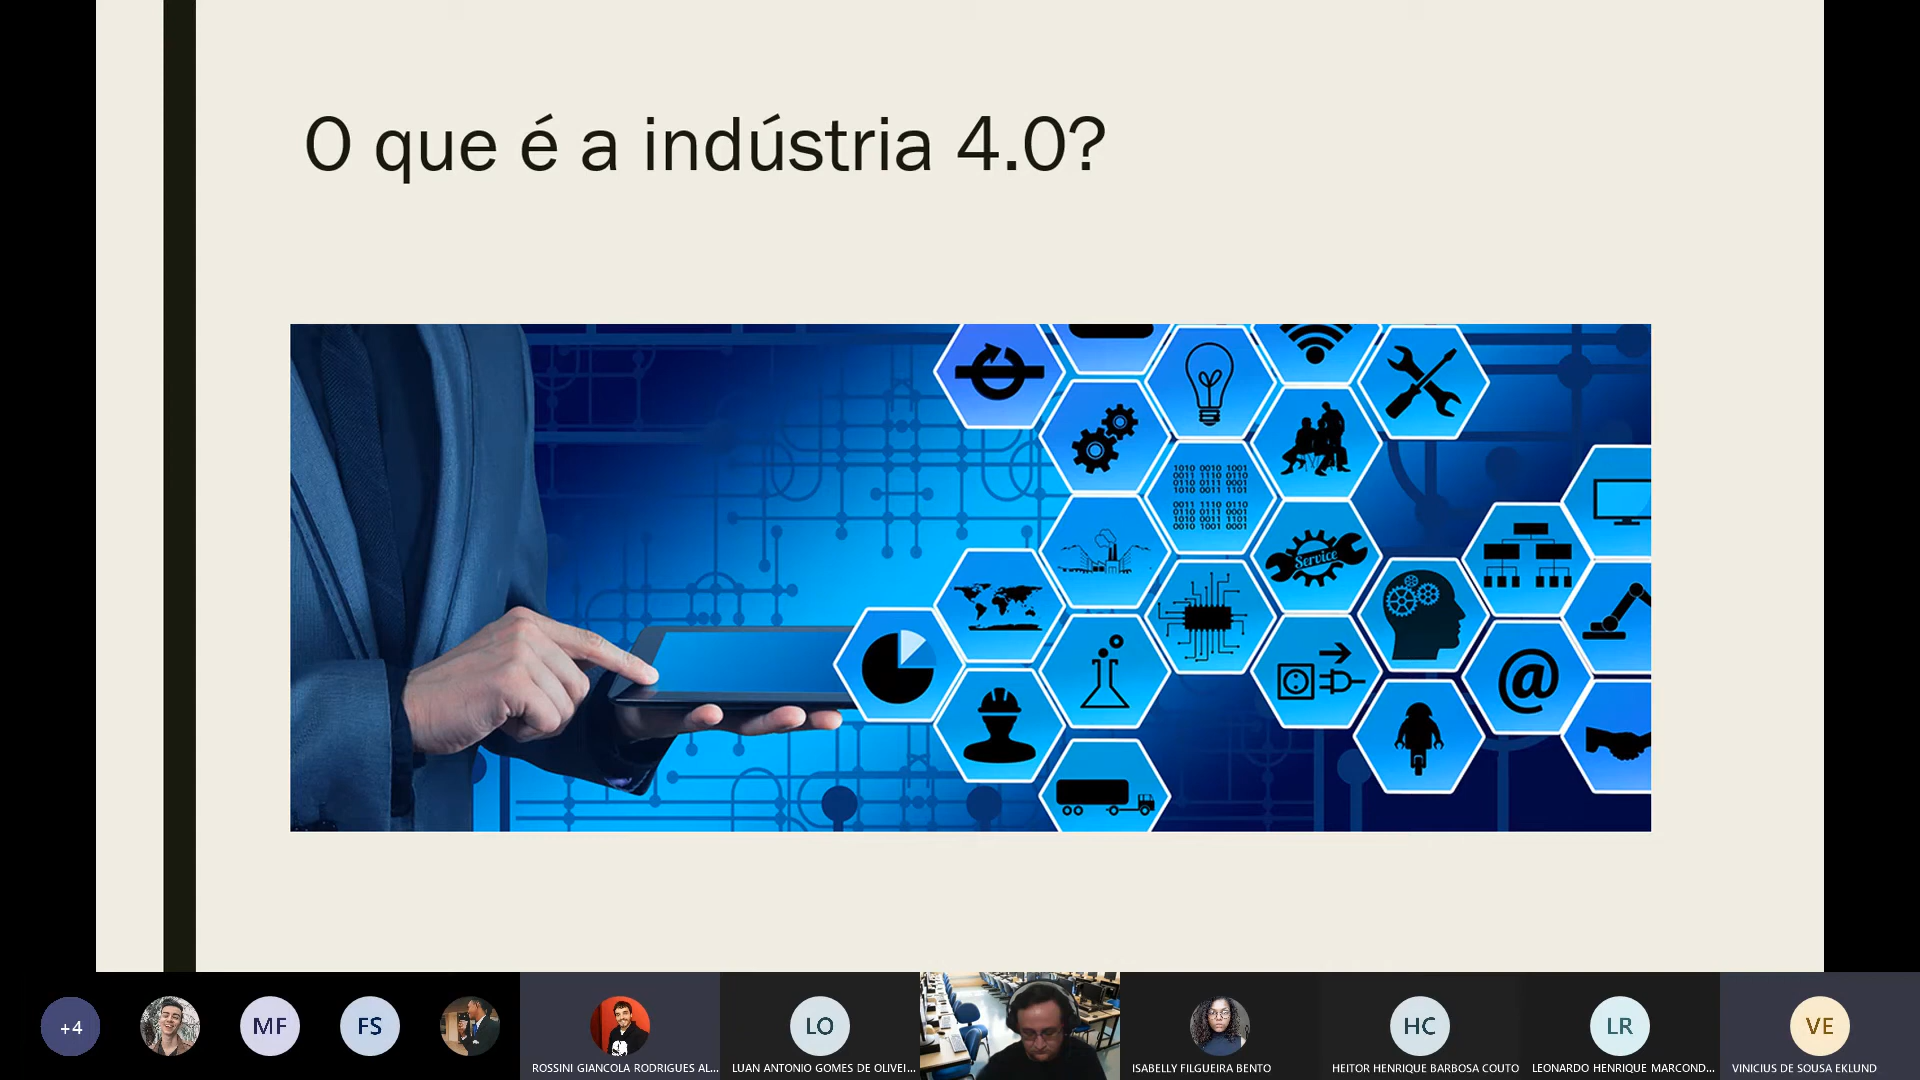 O que é a indústria 4.0?
1010 0010 1001
0011 1110 0110
0110 0111 0001
1010 0011 1101
0011 1110 0110
0110 0111 0001
1010 0011 1101
0010 1001 0001
Service
@
+4
MF
FS
ROSSINI GIANCOLA RODRIGUES AL...
LO
LUAN ANTONIO GOMES DE OLIVEI...
ISABELLY FILGUEIRA BENTO
HC
HEITOR HENRIQUE BARBOSA COUTO
LR
LEONARDO HENRIQUE MARCOND...
VE
VINICIUS DE SOUSA EKLUND